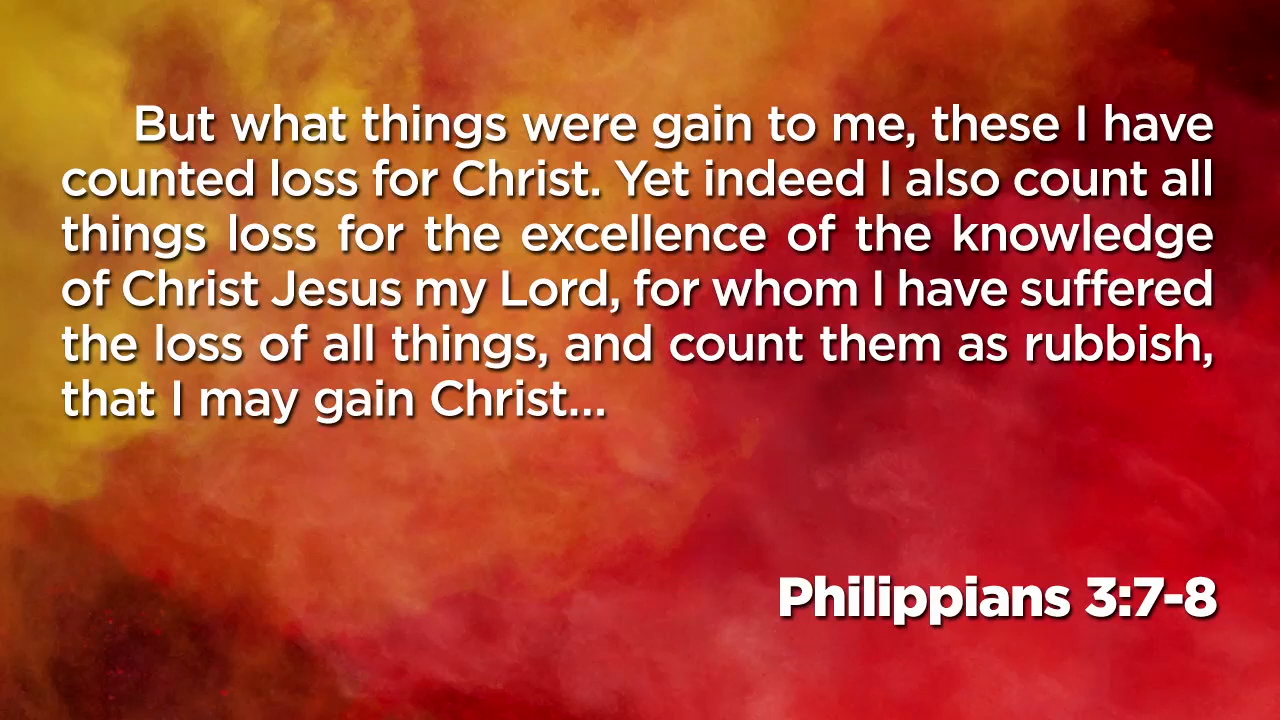 But what things were gain to me, these I have
counted loss for Christ. Yet indeed I also count all
things loss for the excellence of the knowledge
of Christ Jesus my Lord, for whom I have suffered
the loss of all things, and count them as rubbish,
that I may gain Christ...
Philippians 3:7-8